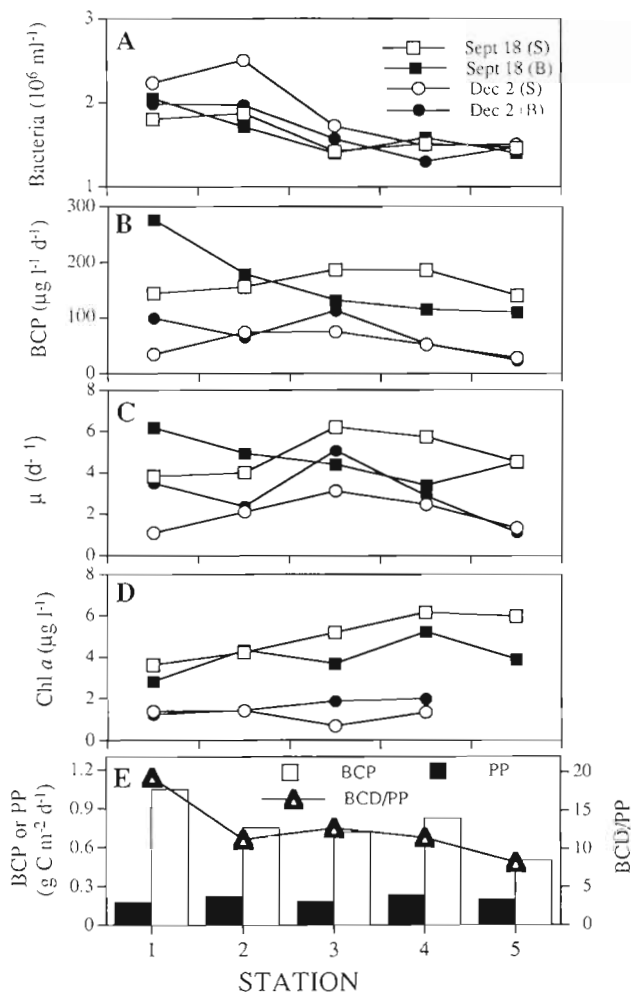 A
Bacteria (10⁶ ml⁻¹)
3
2
1
Sept 18 (S)
Sept 18 (B)
Dec 2 (S)
Dec 2 (B)
B
BCP (µg l⁻¹ d⁻¹)
300
200
100
0
C
µ (d⁻¹)
8
6
4
2
0
D
Chl a (µg l⁻¹)
8
6
4
2
0
E
BCP or PP
(g C m⁻² d⁻¹)
1.2
0.9
0.6
0.3
0
BCP
PP
BCD/PP
20
15
10
5
0
BCD/PP
1 2 3 4 5
STATION